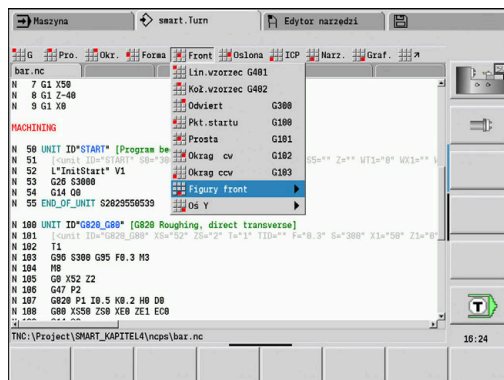 Maszyna smart.Turn Edytor narzędzi
G Pro. Okr. Forma Front Osłona ICP Narz. Graf.
bar.nc
Lin.wzorzec G401
Koł.wzorzec G402
Odwiert G300
Pkt.startu G100
Prosta G101
Okrag cw G102
Okrag ccw G103
Figury front
Oś Y
N 7 G1 X50
N 8 G1 Z-40
N 9 G1 X0
MACHINING
N 50 UNIT ID"START" [Program be
N 51 [<unit ID="START" S0="30 S5="" Z="" WT1="0" WX1=""
N 52 L"InitStart" V1
N 53 G26 S3000
N 54 G14 Q0
N 55 END_OF_UNIT S2829550539
N 100 UNIT ID"G820_G80" [G820 Roughing, direct transverse]
N 101 [<unit ID="G820_G80" XS="52" ZS="2" T="1" TID="" F="0.3" S="300" X1="50" Z1="0"
N 102 T1
N 103 G96 S300 G95 F0.3 M3
N 104 M8
N 105 G0 X52 Z2
N 106 G47 P2
N 107 G820 P1 I0.5 K0.2 H0 D0
N 108 G80 XS50 ZS0 XE0 ZE1 EC0
TNC:\Project\SMART_KAPITEL4\ncps\bar.nc
T
16:24